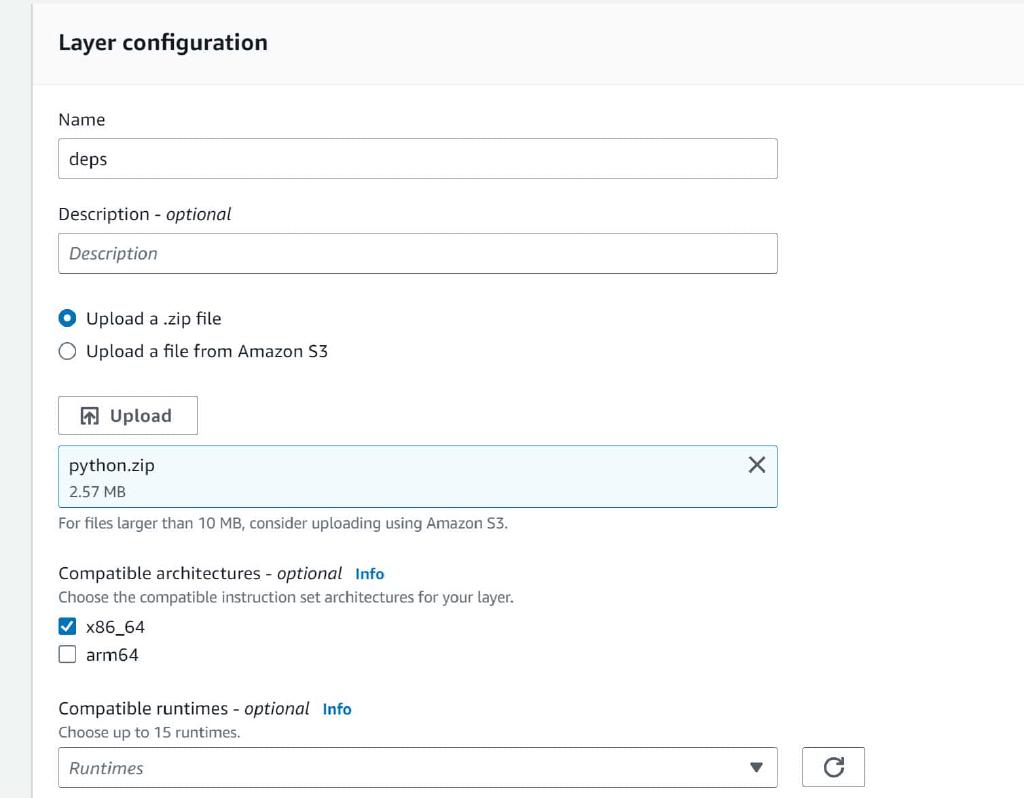 Layer configuration
Name
deps
Description - optional
Description
Upload a .zip file
Upload a file from Amazon S3
Upload
python.zip
2.57 MB
For files larger than 10 MB, consider uploading using Amazon S3.
Compatible architectures - optional Info
Choose the compatible instruction set architectures for your layer.
x86_64
arm64
Compatible runtimes - optional Info
Choose up to 15 runtimes.
Runtimes